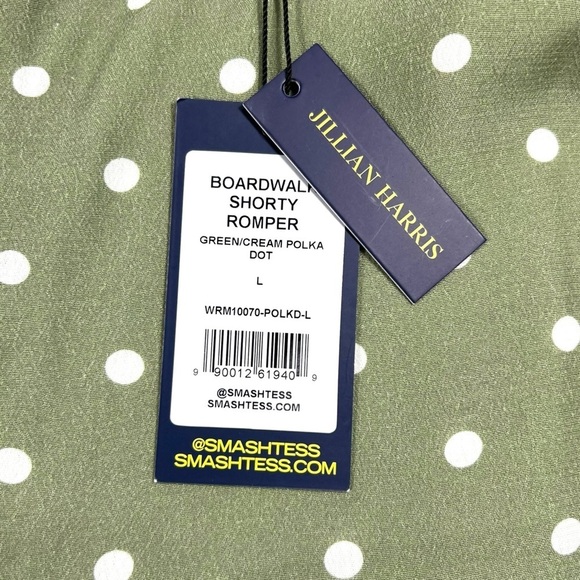 JILLIAN HARRIS
BOARDWALK
SHORTY
ROMPER
GREEN/CREAM POLKA
DOT
L
WRM10070-POLKD-L
9 90012 61940 9
@SMASHTESS
SMASHTESS.COM
@SMASHTESS
SMASHTESS.COM